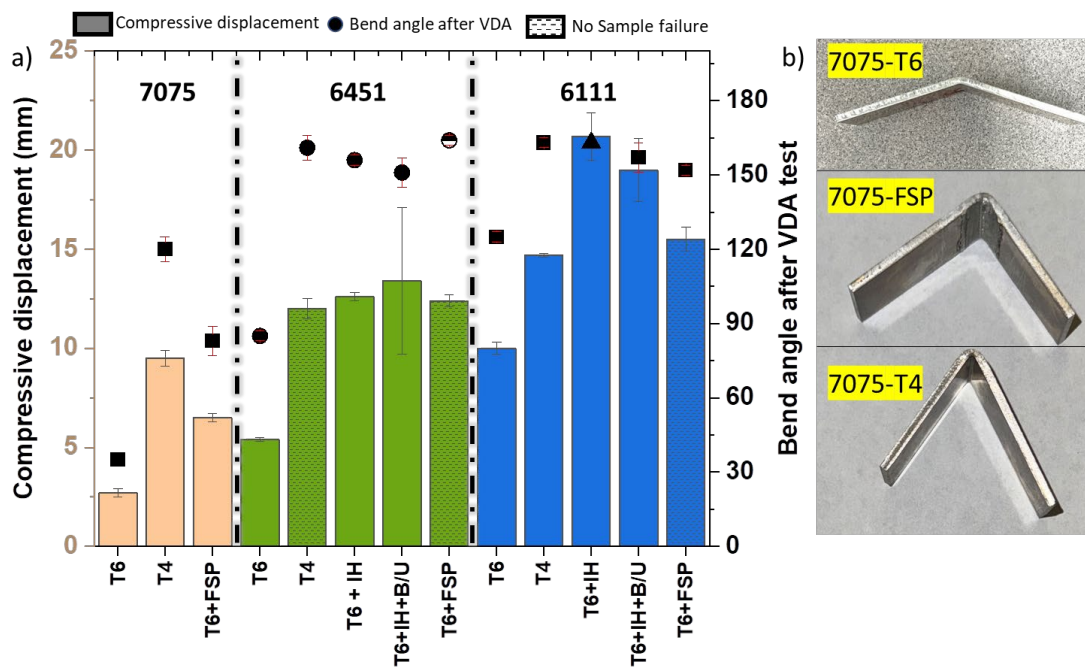 Compressive displacement
Bend angle after VDA
No Sample failure
a)
Compressive displacement (mm)
25
20
15
10
5
0
7075
6451
6111
180
150
120
90
60
30
0
Bend angle after VDA test
T6
T4
T6+FSP
T6
T4
T6 + IH
T6+IH+B/U
T6+FSP
T6
T4
T6+IH
T6+IH+B/U
T6+FSP
b)
7075-T6
7075-FSP
7075-T4